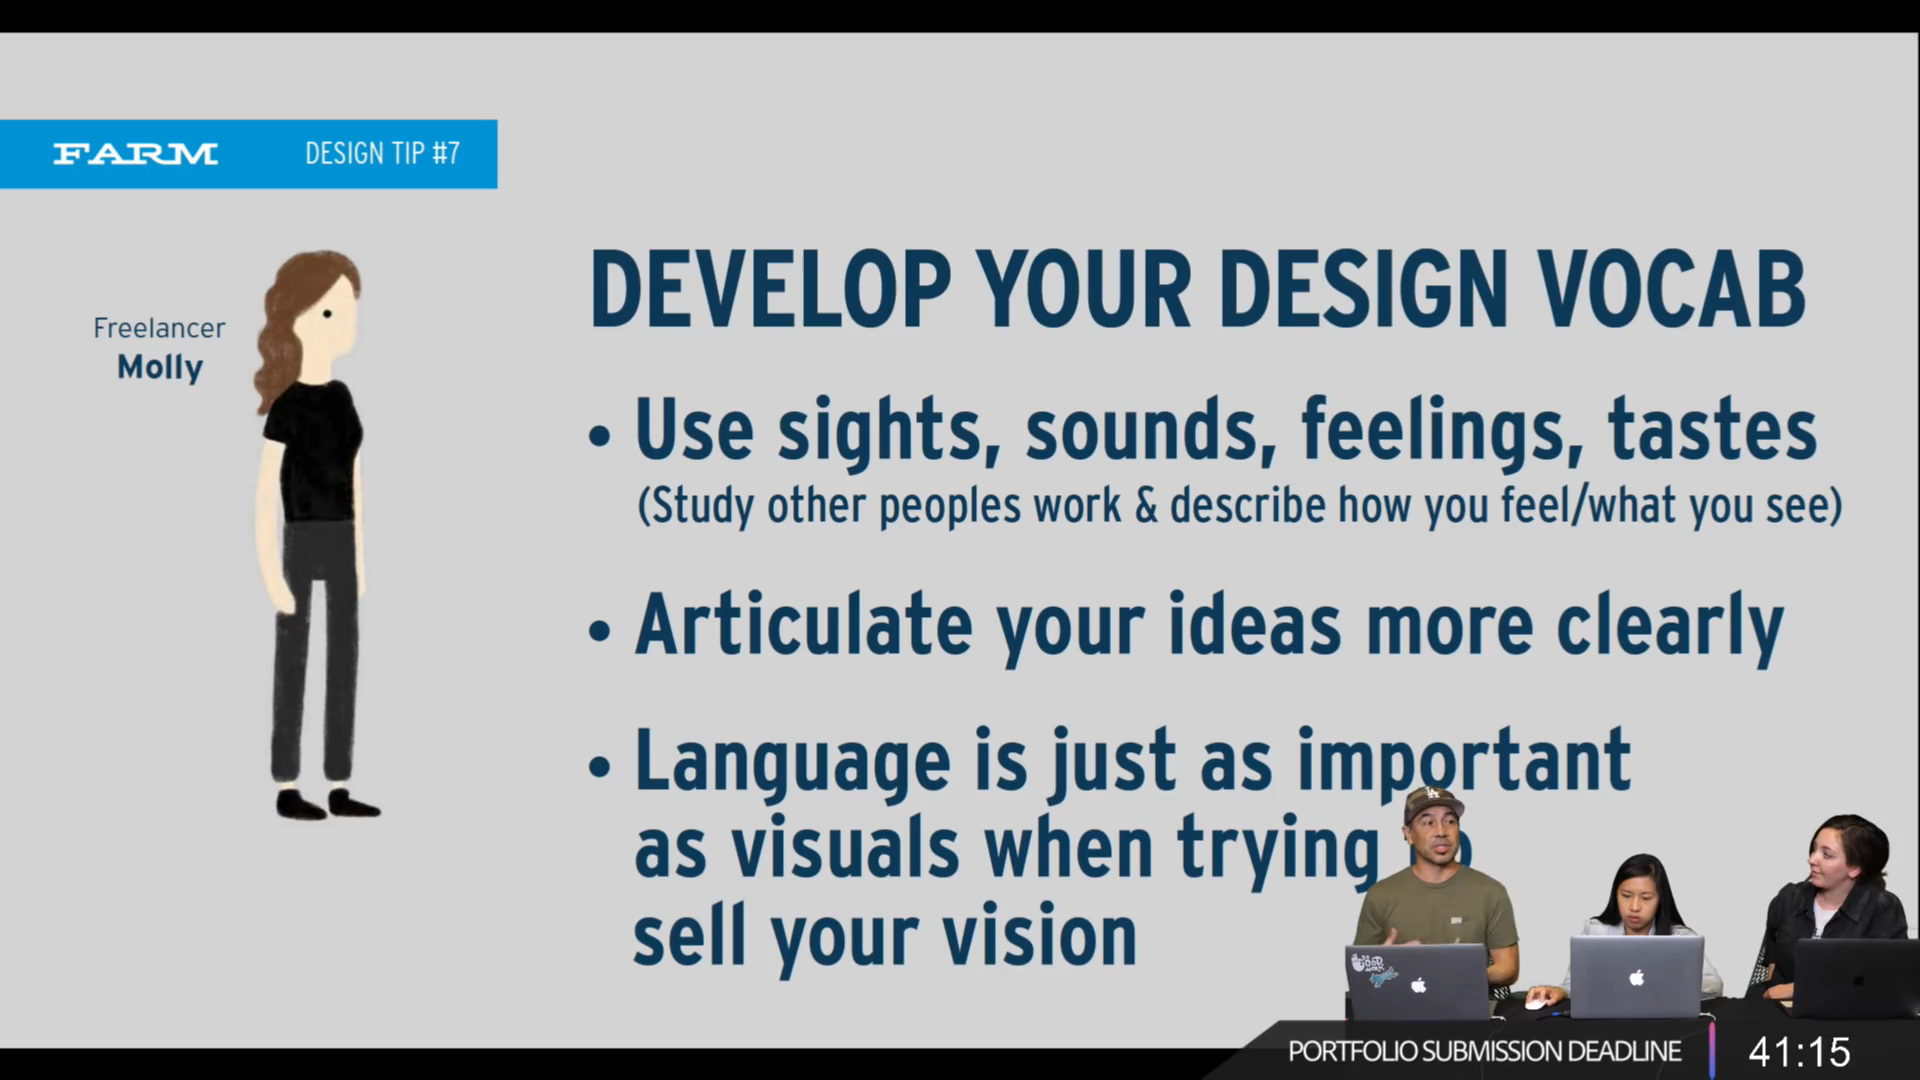 FARM DESIGN TIP #7
Freelancer
Molly
DEVELOP YOUR DESIGN VOCAB
• Use sights, sounds, feelings, tastes
(Study other peoples work & describe how you feel/what you see)
• Articulate your ideas more clearly
• Language is just as important
as visuals when trying
sell your vision
GOOD
PORTFOLIO SUBMISSION DEADLINE
41:15